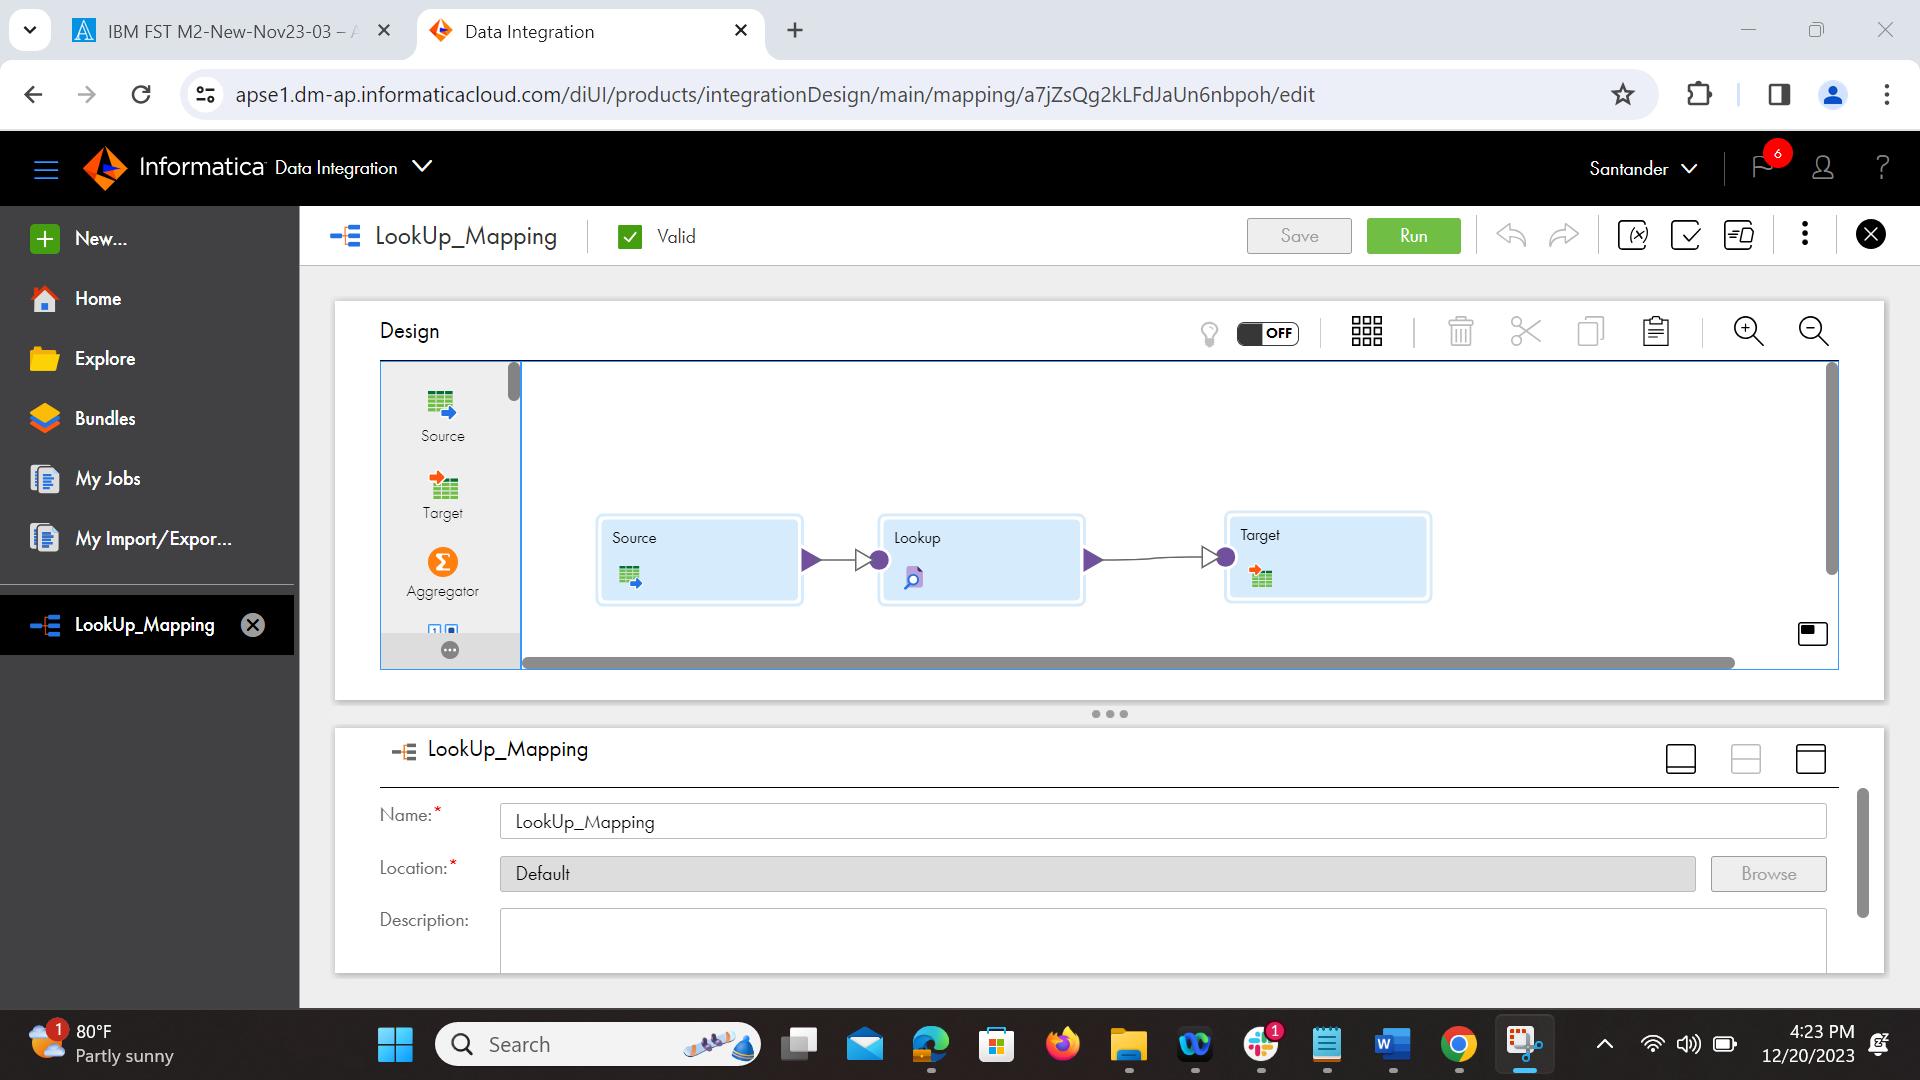 IBM FST M2-New-Nov23-03 –
Data Integration
apse1.dm-ap.informaticacloud.com/diUI/products/integrationDesign/main/mapping/a7jZsQg2kLFdJaUn6nbpoh/edit
Informatica Data Integration
Santander
6
New...
Home
Explore
Bundles
My Jobs
My Import/Expor...
LookUp_Mapping
LookUp_Mapping
Valid
Save
Run
Design
OFF
Source
Target
Aggregator
Source
Lookup
Target
LookUp_Mapping
Name:*
LookUp_Mapping
Location:*
Default
Browse
Description:
1
80°F
Partly sunny
Search
1
4:23 PM
12/20/2023